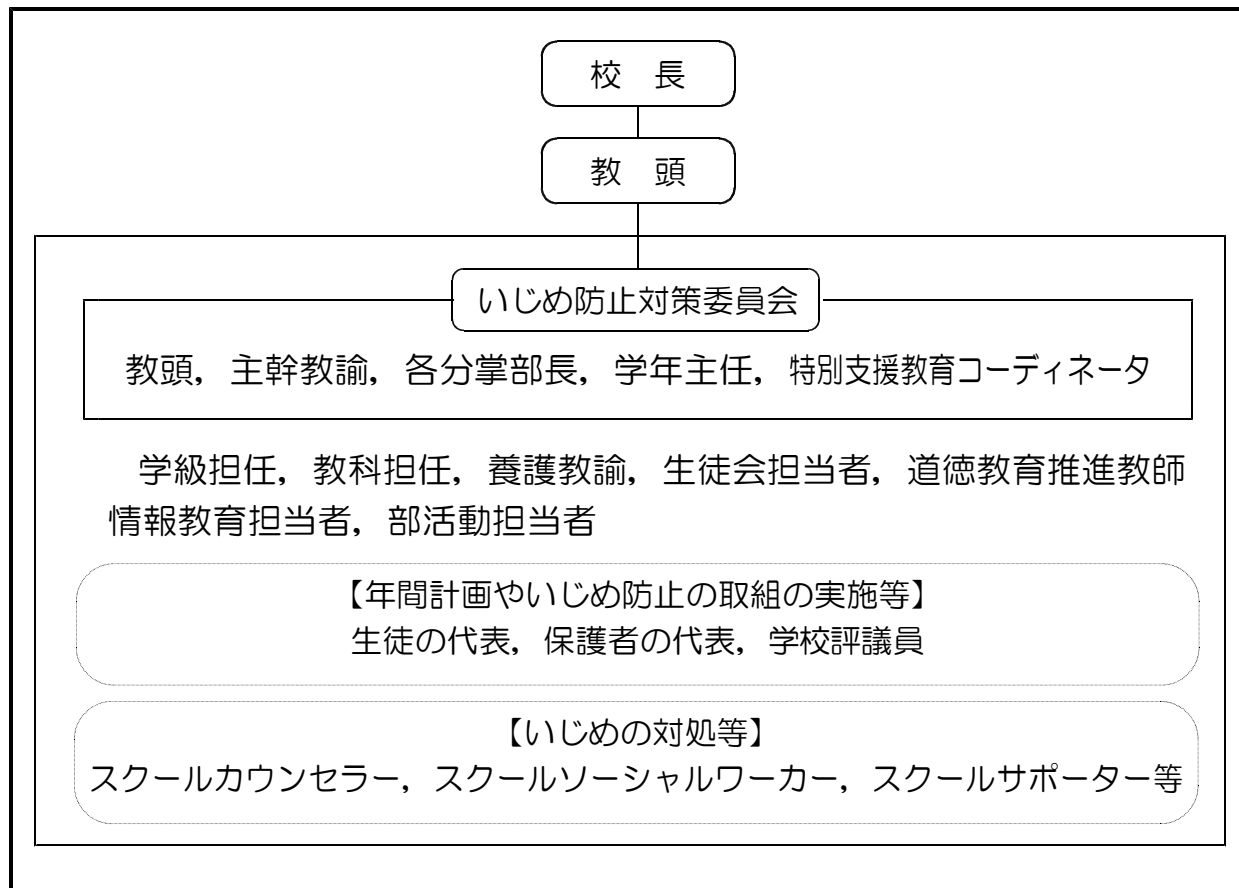 校　長
教　頭
いじめ防止対策委員会
教頭，主幹教諭，各分掌部長，学年主任，特別支援教育コーディネータ
学級担任，教科担任，養護教諭，生徒会担当者，道徳教育推進教師
情報教育担当者，部活動担当者
【年間計画やいじめ防止の取組の実施等】
生徒の代表，保護者の代表，学校評議員
【いじめの対処等】
スクールカウンセラー，スクールソーシャルワーカー，スクールサポーター等